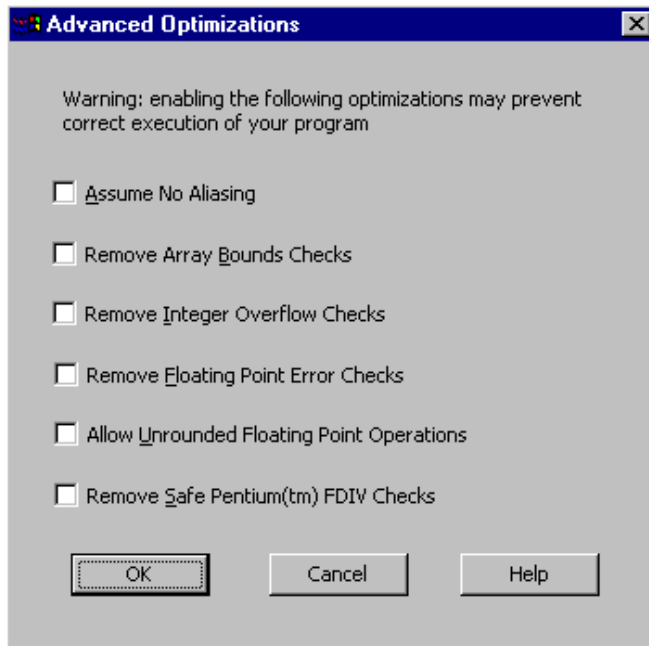 Advanced Optimizations
Warning: enabling the following optimizations may prevent
correct execution of your program
Assume No Aliasing
Remove Array Bounds Checks
Remove Integer Overflow Checks
Remove Floating Point Error Checks
Allow Unrounded Floating Point Operations
Remove Safe Pentium(tm) FDIV Checks
OK Cancel Help